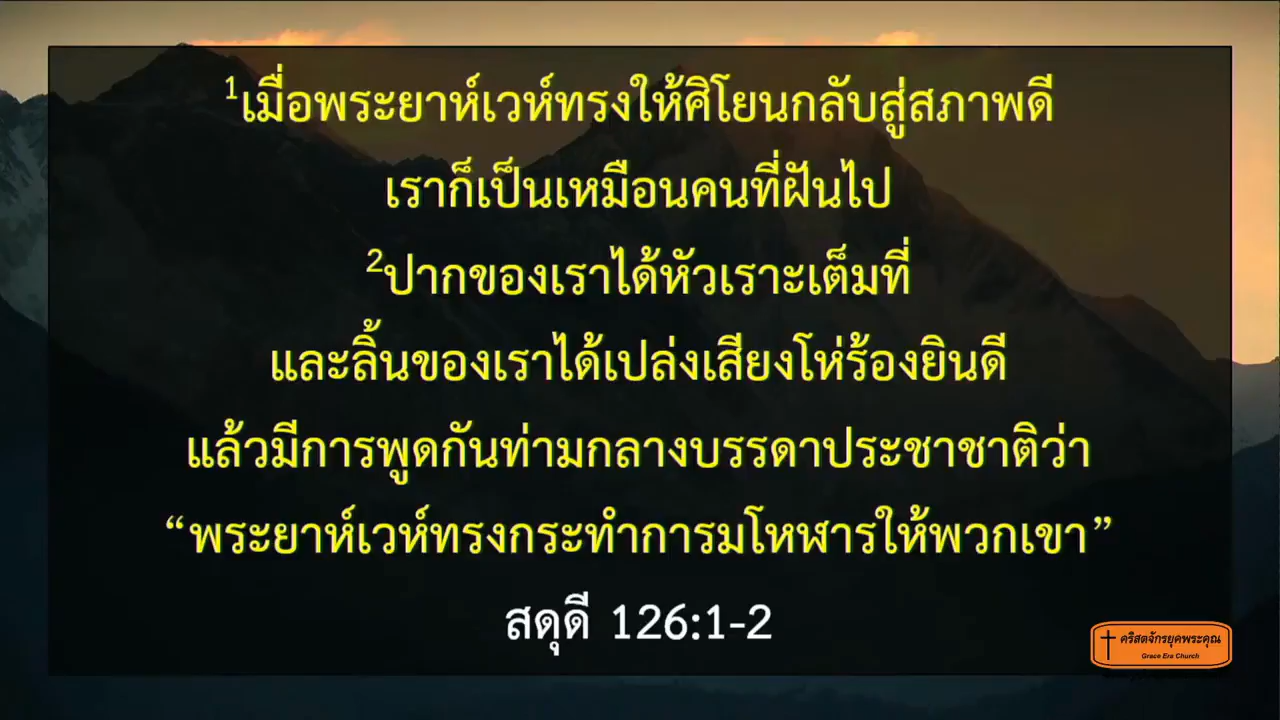 ¹เมื่อพระยาห์เวห์ทรงให้ศิโยนกลับสู่สภาพดี
เราก็เป็นเหมือนคนที่ฝันไป
²ปากของเราได้หัวเราะเต็มที่
และลิ้นของเราได้เปล่งเสียงโห่ร้องยินดี
แล้วมีการพูดกันท่ามกลางบรรดาประชาชาติว่า
“พระยาห์เวห์ทรงกระทำการมโหฬารให้พวกเขา”
สดุดี 126:1-2
คริสตจักรยุคพระคุณ
Grace Era Church